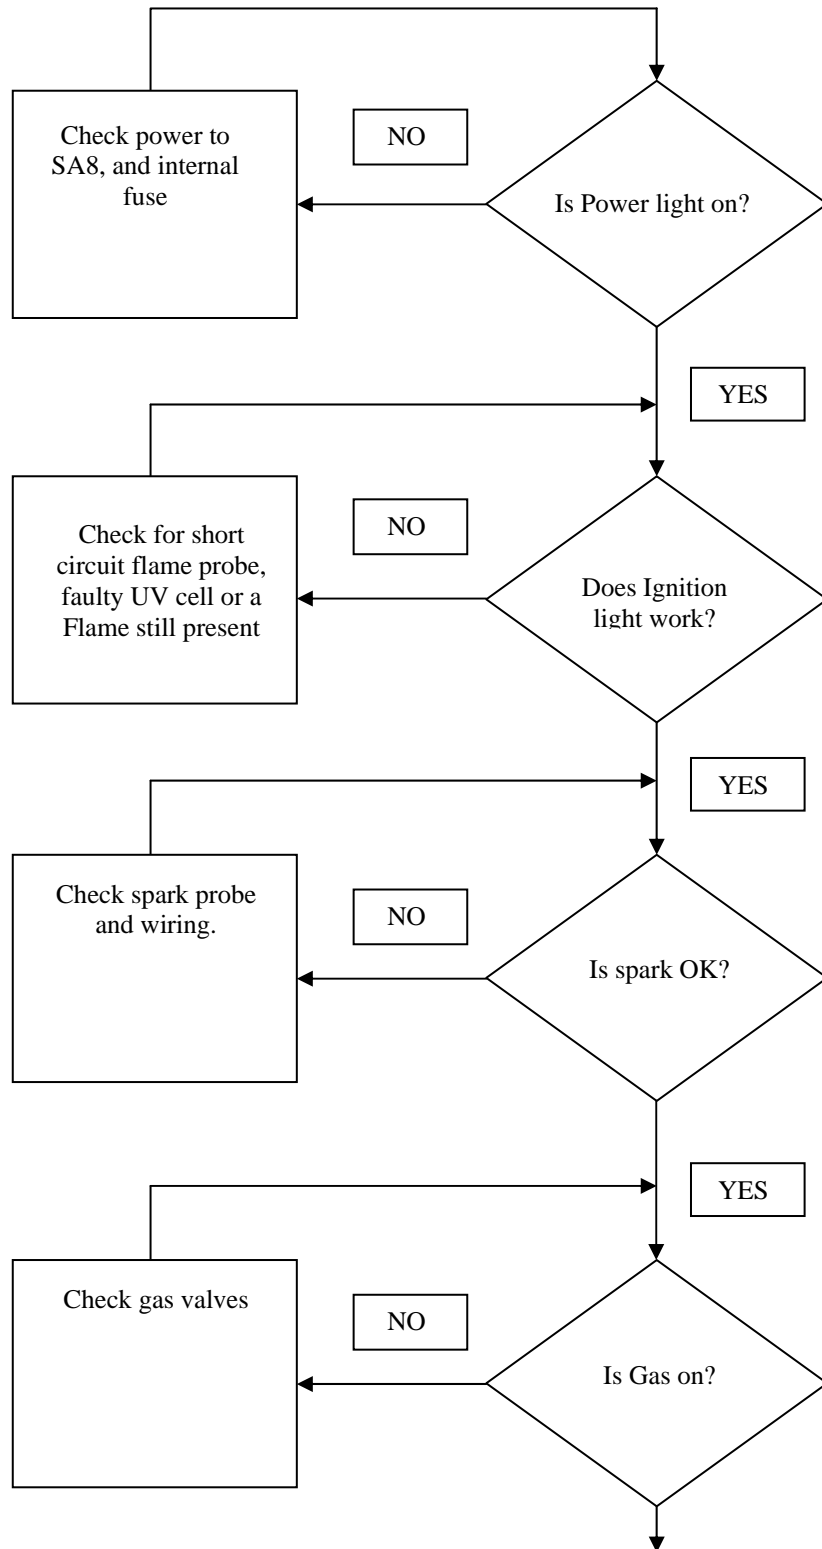 Check power to
SA8, and internal
fuse
NO
Is Power light on?
YES
Check for short
circuit flame probe,
faulty UV cell or a
Flame still present
NO
Does Ignition
light work?
YES
Check spark probe
and wiring.
NO
Is spark OK?
YES
Check gas valves
NO
Is Gas on?